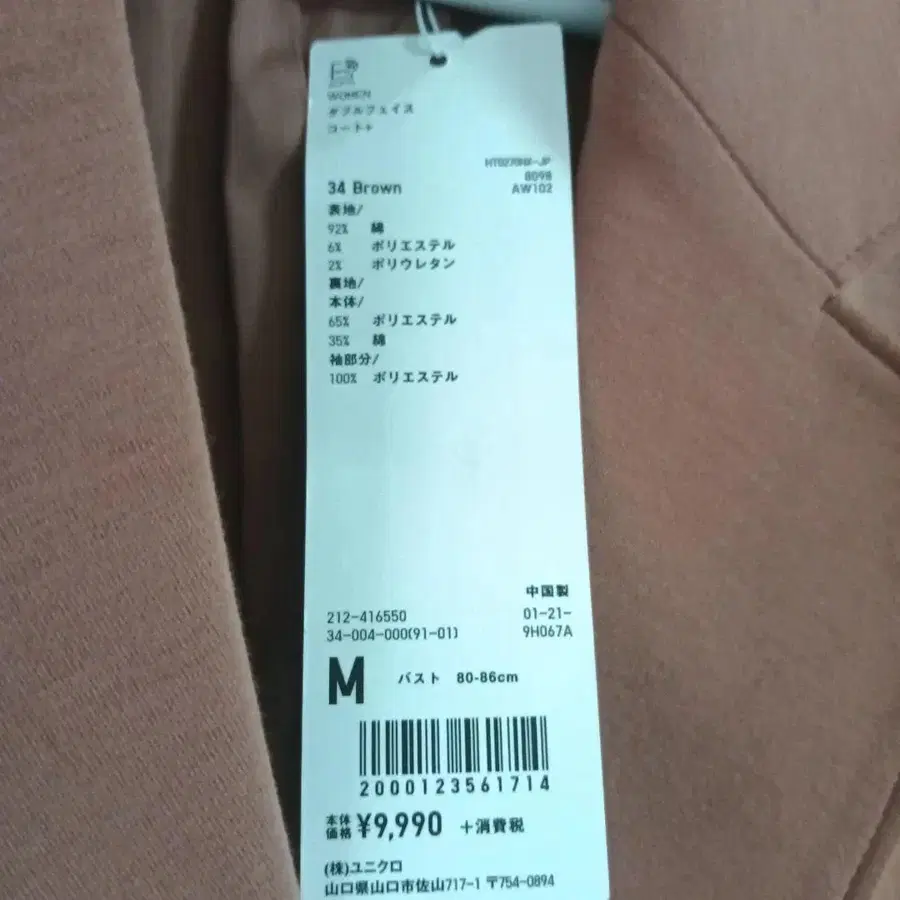 WOMEN
ダブルフェイス
コート+
8098
34 Brown AW102
表地/
92% 綿
6% ポリエステル
2% ポリウレタン
裏地/
本体/
65% ポリエステル
35% 綿
袖部分/
100% ポリエステル
中国製
212-416550 01-21-
34-004-000(91-01) 9H067A
M バスト 80-86cm
2000123561714
本体価格 ¥9,990 +消費税
(株)ユニクロ
山口県山口市佐山717-1 〒754-0894